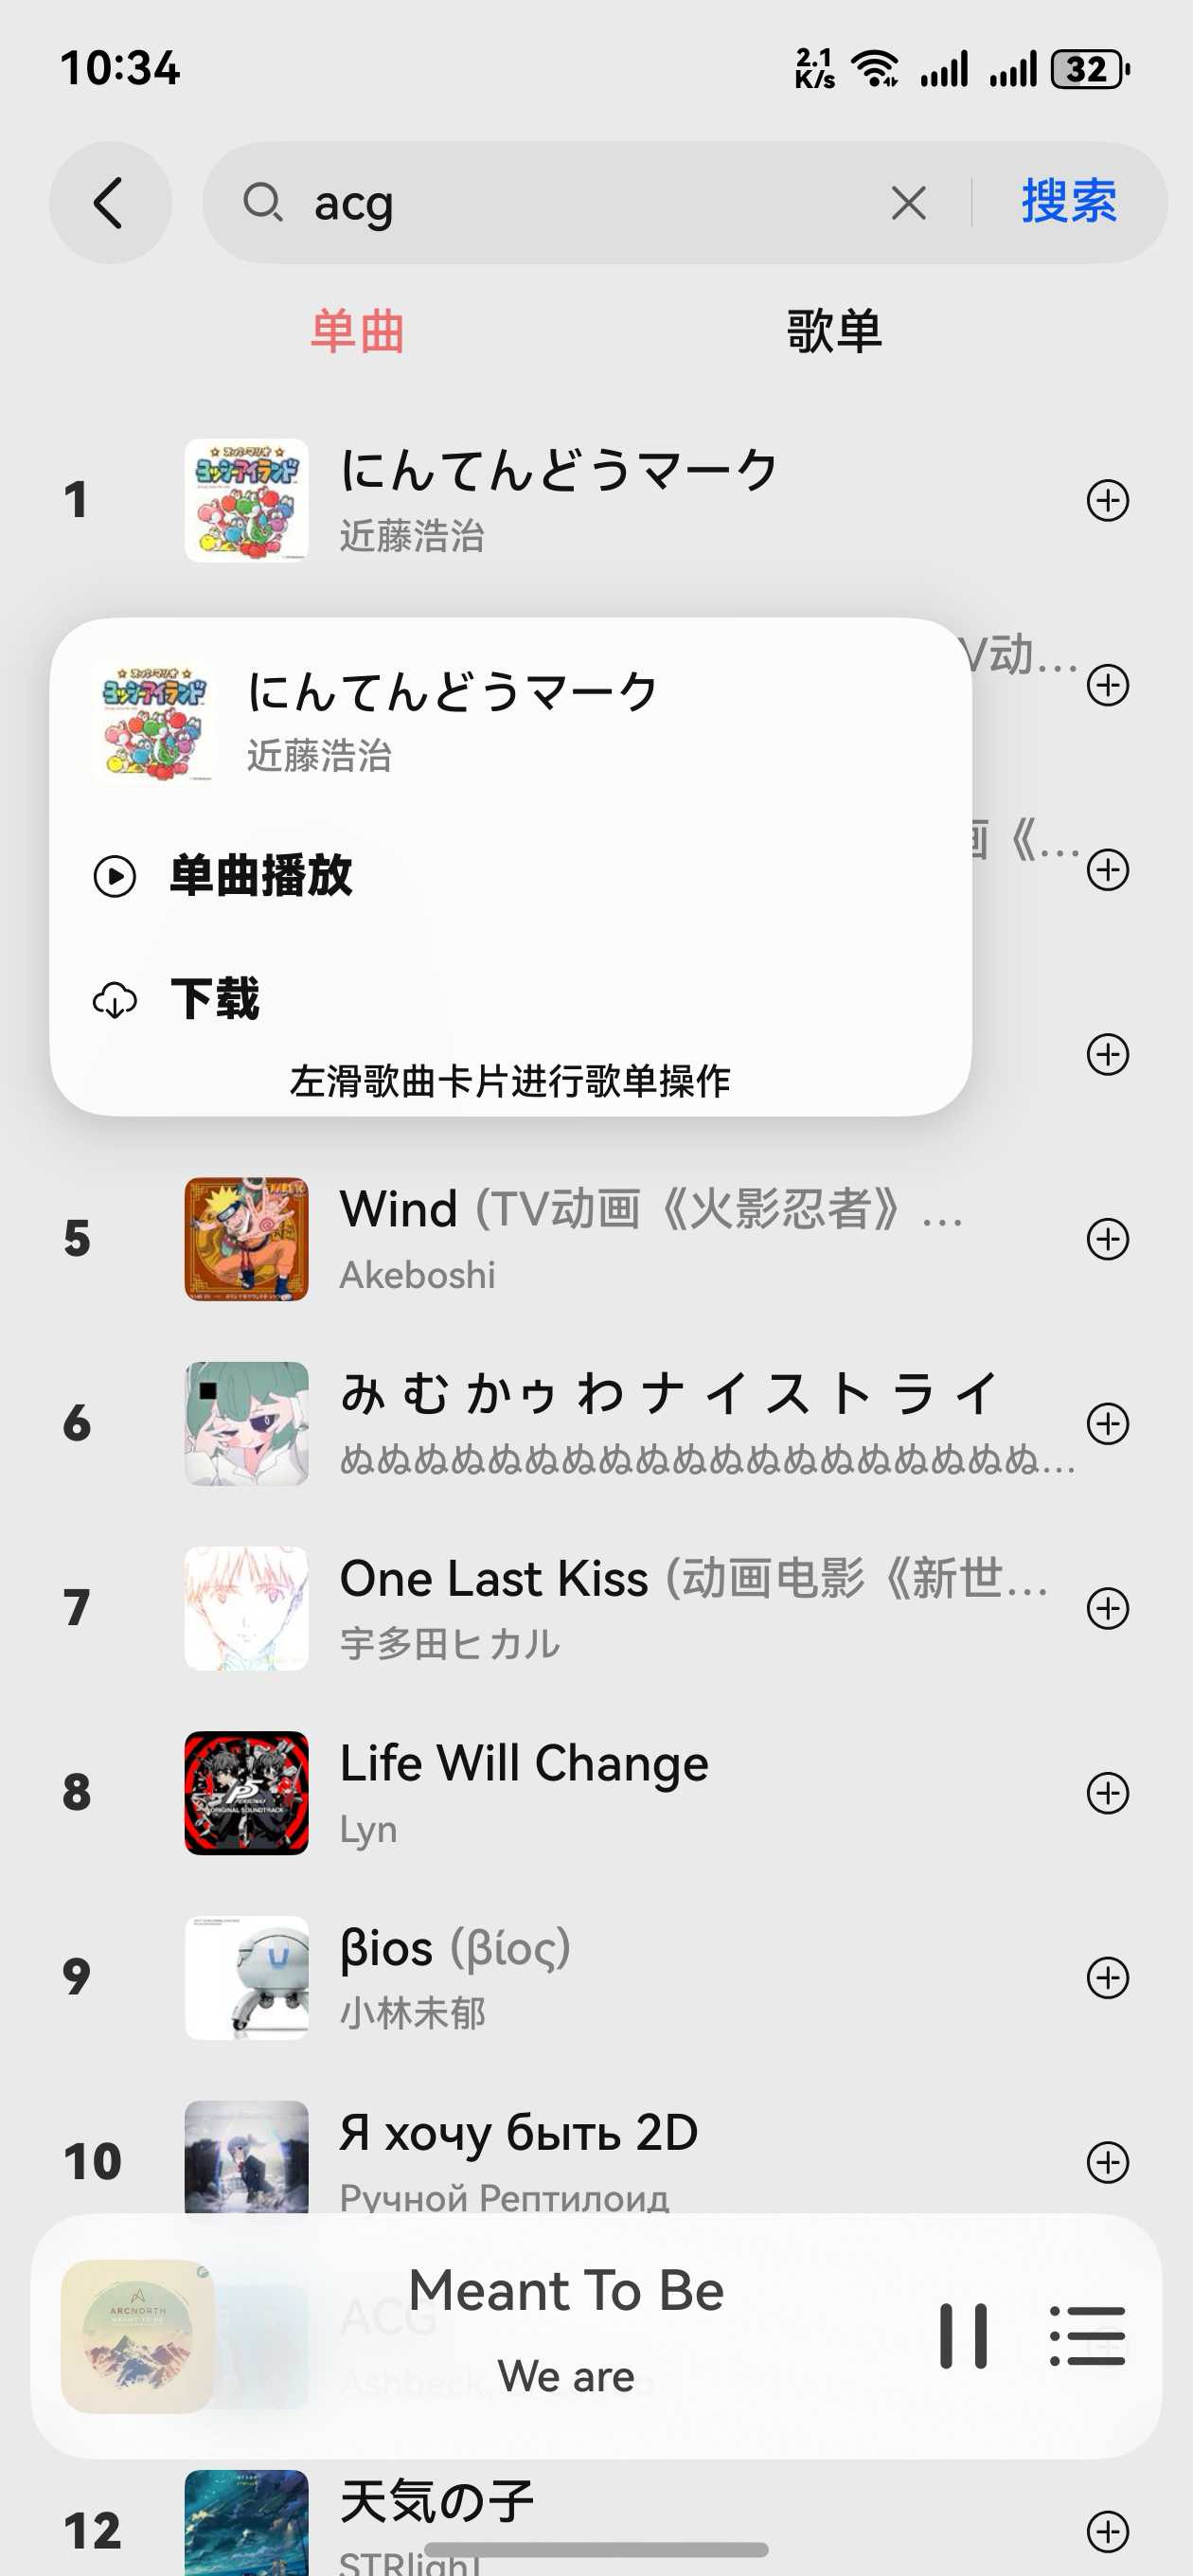 10:34
2.1
K/s
32
acg
搜索
单曲
歌单
1
にんてんどうマーク
近藤浩治
V动…
にんてんどうマーク
近藤浩治
画《…
单曲播放
下载
左滑歌曲卡片进行歌单操作
5
Wind (TV动画《火影忍者》…
Akeboshi
6
み む かゥ わ ナ イ ス ト ラ イ
ぬぬぬぬぬぬぬぬぬぬぬぬぬぬぬぬぬぬぬ…
7
One Last Kiss (动画电影《新世…
宇多田ヒカル
8
Life Will Change
Lyn
9
βios (βίος)
小林未郁
10
Я хочу быть 2D
Ручной Рептилоид
ACG
Ashbeck,
ARCNORTH
Meant To Be
We are
12
天気の子
STRlight